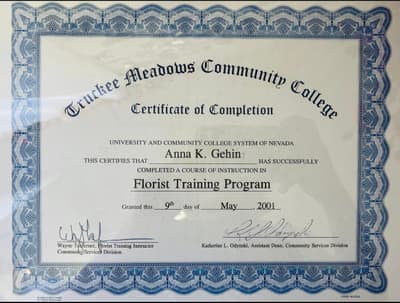 Truckee Meadows Community College
Certificate of Completion
UNIVERSITY AND COMMUNITY COLLEGE SYSTEM OF NEVADA
THIS CERTIFIES THAT Anna K. Gehin HAS SUCCESSFULLY
COMPLETED A COURSE OF INSTRUCTION IN
Florist Training Program
Granted this 9th day of May 2001
Wayne Florist Training Instructor
Community Services Division
Katherine L. Odynski, Assistant Dean, Community Services Division